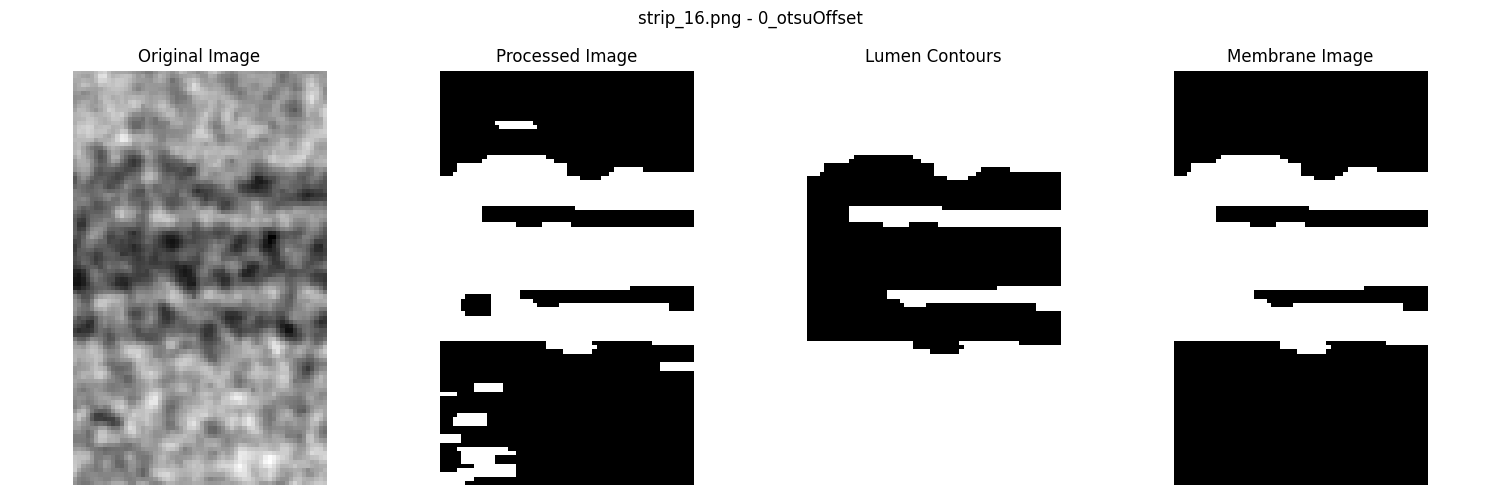 strip_16.png - 0_otsuOffset
Original Image
Processed Image
Lumen Contours
Membrane Image